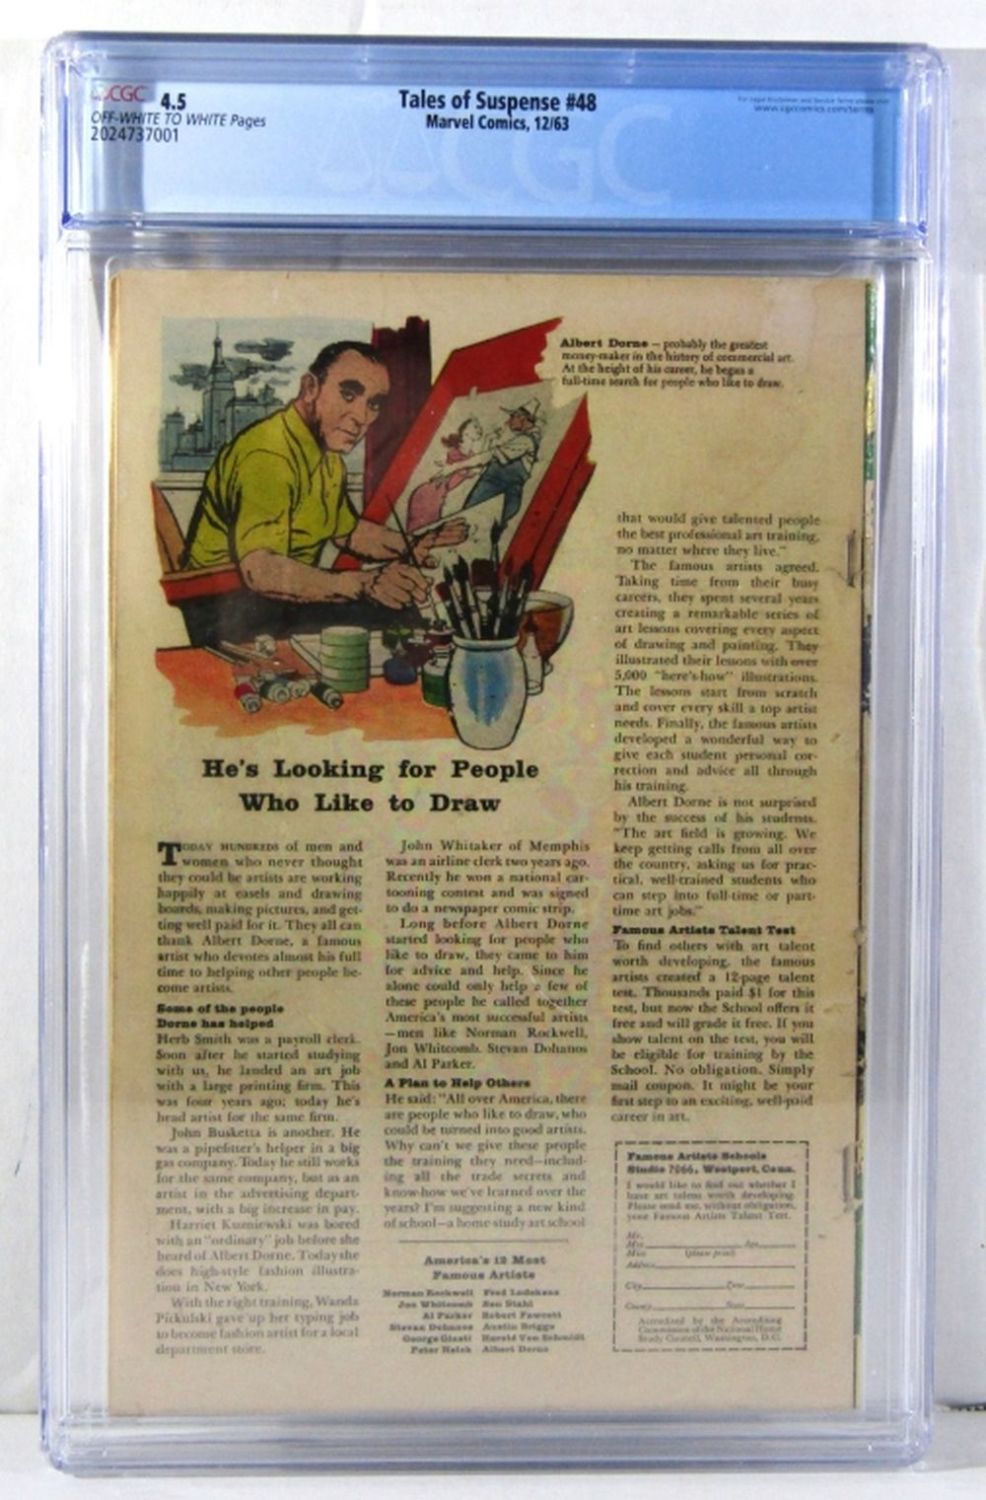 CGC 4.5
OFF-WHITE TO WHITE Pages
2024737001
Tales of Suspense #48
Marvel Comics, 12/63
www.cgccomics.com/terms
CGC
Albert Dorne — probably the greatest
money-maker in the history of commercial art.
At the height of his career, he began a
full-time search for people who like to draw.
He's Looking for People
Who Like to Draw
TODAY HUNDREDS of men and
women who never thought
they could be artists are working
happily at easels and drawing
boards, making pictures, and get-
ting well paid for it. They all can
thank Albert Dorne, a famous
artist who devotes almost his full
time to helping other people be-
come artists.
Some of the people
Dorne has helped
Herb Smith was a payroll clerk.
Soon after he started studying
with us, he landed an art job
with a large printing firm. This
was four years ago; today he's
head artist for the same firm.
John Busketta is another. He
was a pipefitter's helper in a big
gas company. Today he still works
for the same company, but as an
artist in the advertising depart-
ment, with a big increase in pay.
Harriet Kuzniewski was bored
with an "ordinary" job before she
heard of Albert Dorne. Today she
does high-style fashion illustra-
tion in New York.
With the right training, Wanda
Pickulski gave up her typing job
to become fashion artist for a local
department store.
John Whitaker of Memphis
was an airline clerk two years ago.
Recently he won a national car-
tooning contest and was signed
to do a newspaper comic strip.
Long before Albert Dorne
started looking for people who
like to draw, they came to him
for advice and help. Since he
alone could only help a few of
these people he called together
America's most successful artists
—men like Norman Rockwell,
Jon Whitcomb, Stevan Dohanos
and Al Parker.
A Plan to Help Others
He said: "All over America, there
are people who like to draw, who
could be turned into good artists.
Why can't we give these people
the training they need—includ-
ing all the trade secrets and
know-how we've learned over the
years? I'm suggesting a new kind
of school—a home-study art school
America's 12 Most
Famous Artists
Norman Rockwell Fred Ludekens
Jon Whitcomb Ben Stahl
Al Parker Robert Fawcett
Stevan Dohanos Austin Briggs
George Giusti Harold Von Schmidt
Peter Helck Albert Dorne
that would give talented people
the best professional art training,
no matter where they live."
The famous artists agreed.
Taking time from their busy
careers, they spent several years
creating a remarkable series of
art lessons covering every aspect
of drawing and painting. They
illustrated their lessons with over
5,000 "here's-how" illustrations.
The lessons start from scratch
and cover every skill a top artist
needs. Finally, the famous artists
developed a wonderful way to
give each student personal cor-
rection and advice all through
his training.
Albert Dorne is not surprised
by the success of his students.
"The art field is growing. We
keep getting calls from all over
the country, asking us for prac-
tical, well-trained students who
can step into full-time or part-
time art jobs."
Famous Artists Talent Test
To find others with art talent
worth developing, the famous
artists created a 12-page talent
test. Thousands paid $1 for this
test, but now the School offers it
free and will grade it free. If you
show talent on the test, you will
be eligible for training by the
School. No obligation. Simply
mail coupon. It might be your
first step to an exciting, well-paid
career in art.
Famous Artists Schools
Studio 7066, Westport, Conn.
I would like to find out whether I
have art talent worth developing.
Please send me, without obligation,
your Famous Artists Talent Test.
Mr.
Mrs. Age
Miss (please print)
Address
City Zone
County State
Accredited by the Accrediting
Commission of the National Home
Study Council, Washington, D.C.